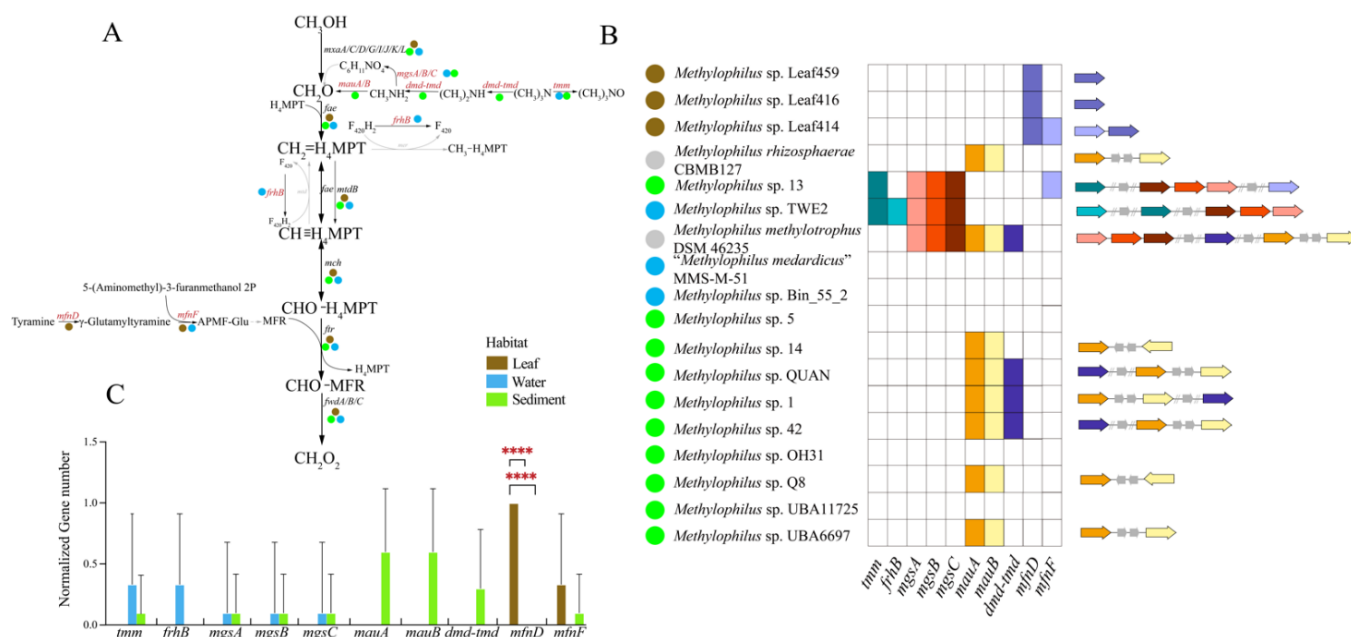 A
CH3OH
mxaA/C/D/G/I/J/K/L
C6H11NO4
mgsA/B/C
mauA/B
dmd-tmd
dmd-tmd
tmm
CH2O
CH3NH2
(CH3)2NH
(CH3)3N
(CH3)3NO
H4MPT
fae
F420H2
frhB
F420
CH2=H4MPT
CH3-H4MPT
F420
frhB
fae
mtdB
F420H2
CH≡H4MPT
mch
5-(Aminomethyl)-3-furanmethanol 2P
CHO-H4MPT
Tyramine
mfnD
γ-Glutamyltyramine
mfnF
APMF-Glu
MFR
ftr
H4MPT
CHO-MFR
fwdA/B/C
CH2O2
Habitat
Leaf
Water
Sediment
B
Methylophilus sp. Leaf459
Methylophilus sp. Leaf416
Methylophilus sp. Leaf414
Methylophilus rhizosphaerae
CBMB127
Methylophilus sp. 13
Methylophilus sp. TWE2
Methylophilus methylotrophus
DSM 46235
"Methylophilus medardicus"
MMS-M-51
Methylophilus sp. Bin_55_2
Methylophilus sp. 5
Methylophilus sp. 14
Methylophilus sp. QUAN
Methylophilus sp. 1
Methylophilus sp. 42
Methylophilus sp. OH31
Methylophilus sp. Q8
Methylophilus sp. UBA11725
Methylophilus sp. UBA6697
tmm
frhB
mgsA
mgsB
mgsC
mauA
mauB
dmd-tmd
mfnD
mfnF
C
Normalized Gene number
1.5
1.0
0.5
0.0
****
****
tmm
frhB
mgsA
mgsB
mgsC
mauA
mauB
dmd-tmd
mfnD
mfnF